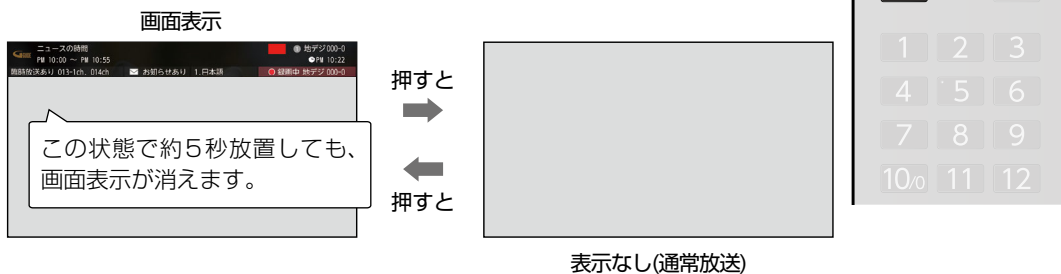 画面表示
ニュースの時間
PM 10:00 ～ PM 10:55
地デジ000-0
PM 10:22
臨時放送あり 013-1ch, 014ch
お知らせあり
1.日本語
録画中 地デジ 000-0
この状態で約5秒放置しても、
画面表示が消えます。
押すと
押すと
表示なし(通常放送)
1 2 3
4 5 6
7 8 9
10/0 11 12